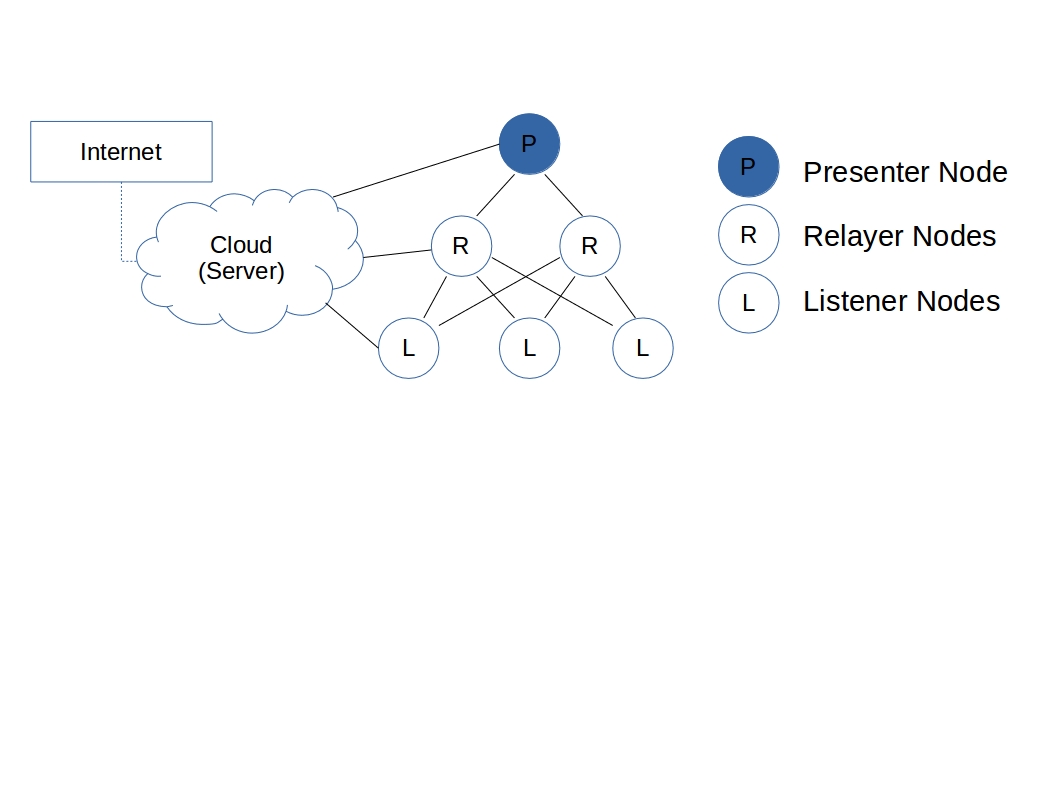 Internet
Cloud
(Server)
P
R
R
L
L
L
P
Presenter Node
R
Relayer Nodes
L
Listener Nodes